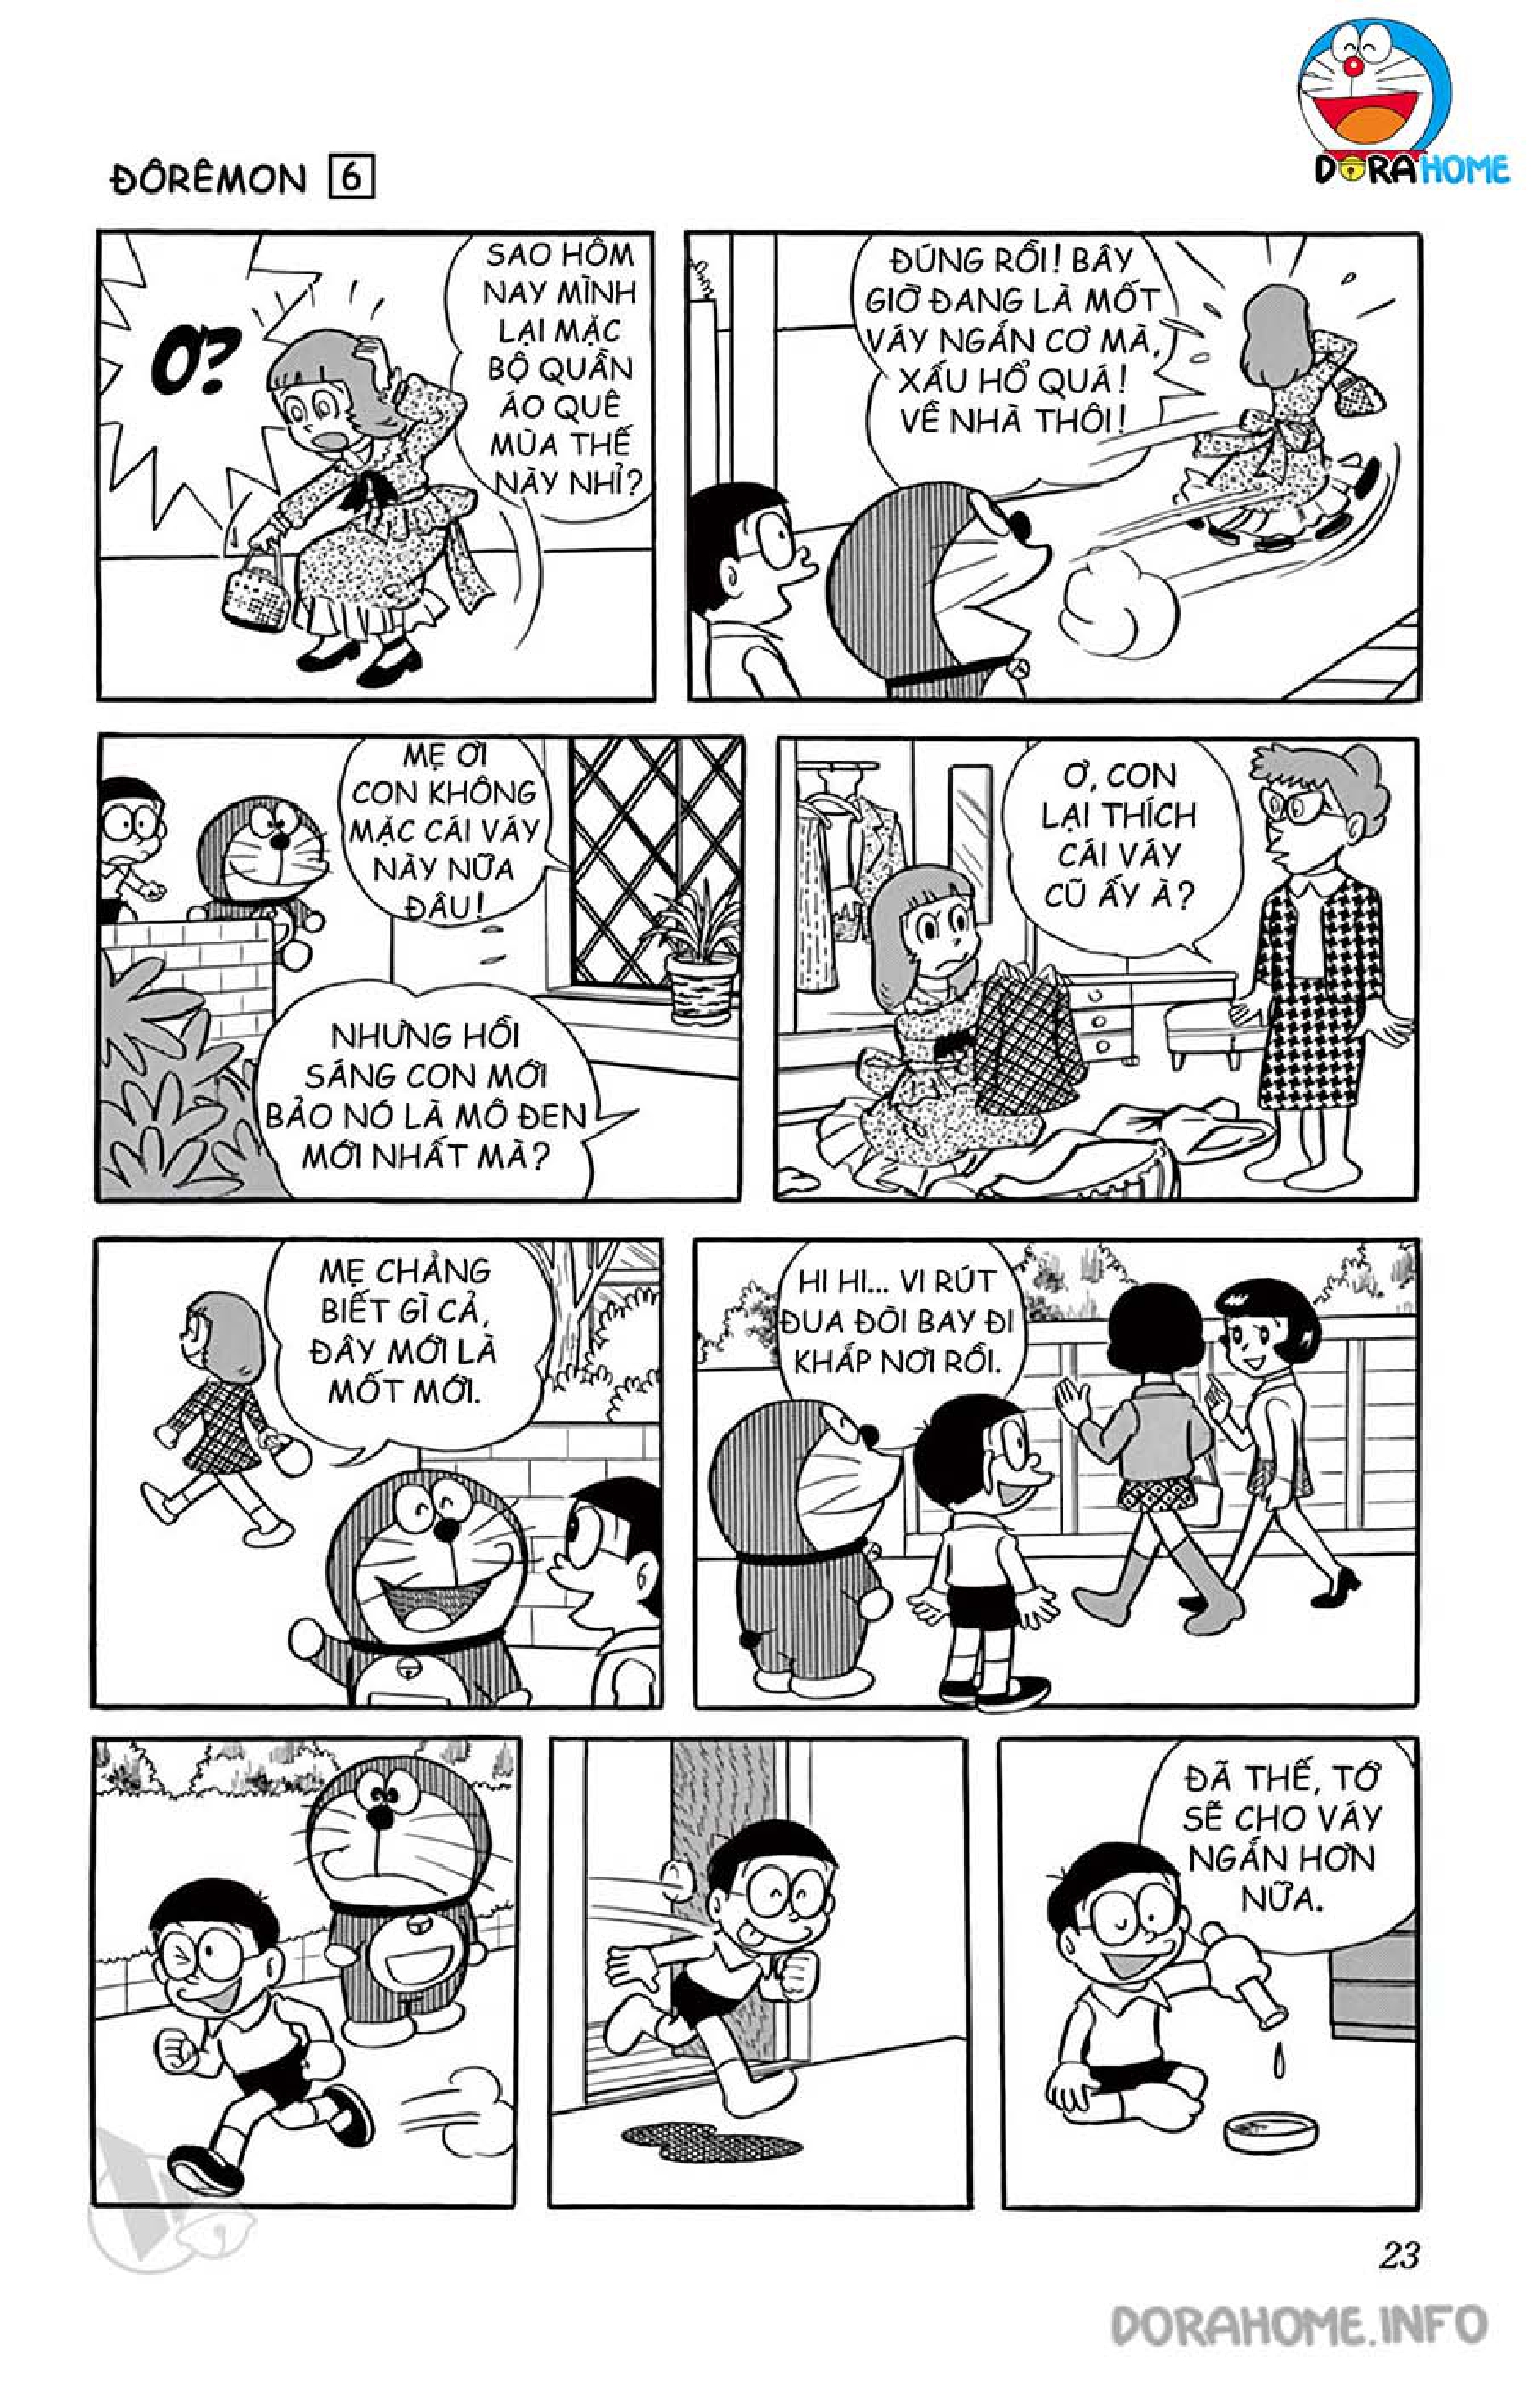 DORAHOME
ĐÔRÊMON 6
Ơ?
SAO HÔM
NAY MÌNH
LẠI MẶC
BỘ QUẦN
ÁO QUÊ
MÙA THẾ
NÀY NHỈ?
ĐÚNG RỒI! BÂY
GIỜ ĐANG LÀ MỐT
VÁY NGẮN CƠ MÀ,
XẤU HỔ QUÁ!
VỀ NHÀ THÔI!
MẸ ƠI
CON KHÔNG
MẶC CÁI VÁY
NÀY NỮA
ĐÂU!
NHƯNG HỒI
SÁNG CON MỚI
BẢO NÓ LÀ MÔ ĐEN
MỚI NHẤT MÀ?
Ơ, CON
LẠI THÍCH
CÁI VÁY
CŨ ẤY À?
MẸ CHẲNG
BIẾT GÌ CẢ,
ĐÂY MỚI LÀ
MỐT MỚI.
HI HI... VI RÚT
ĐUA ĐÒI BAY ĐI
KHẮP NƠI RỒI.
ĐÃ THẾ, TỚ
SẼ CHO VÁY
NGẮN HƠN
NỮA.
23
DORAHOME.INFO